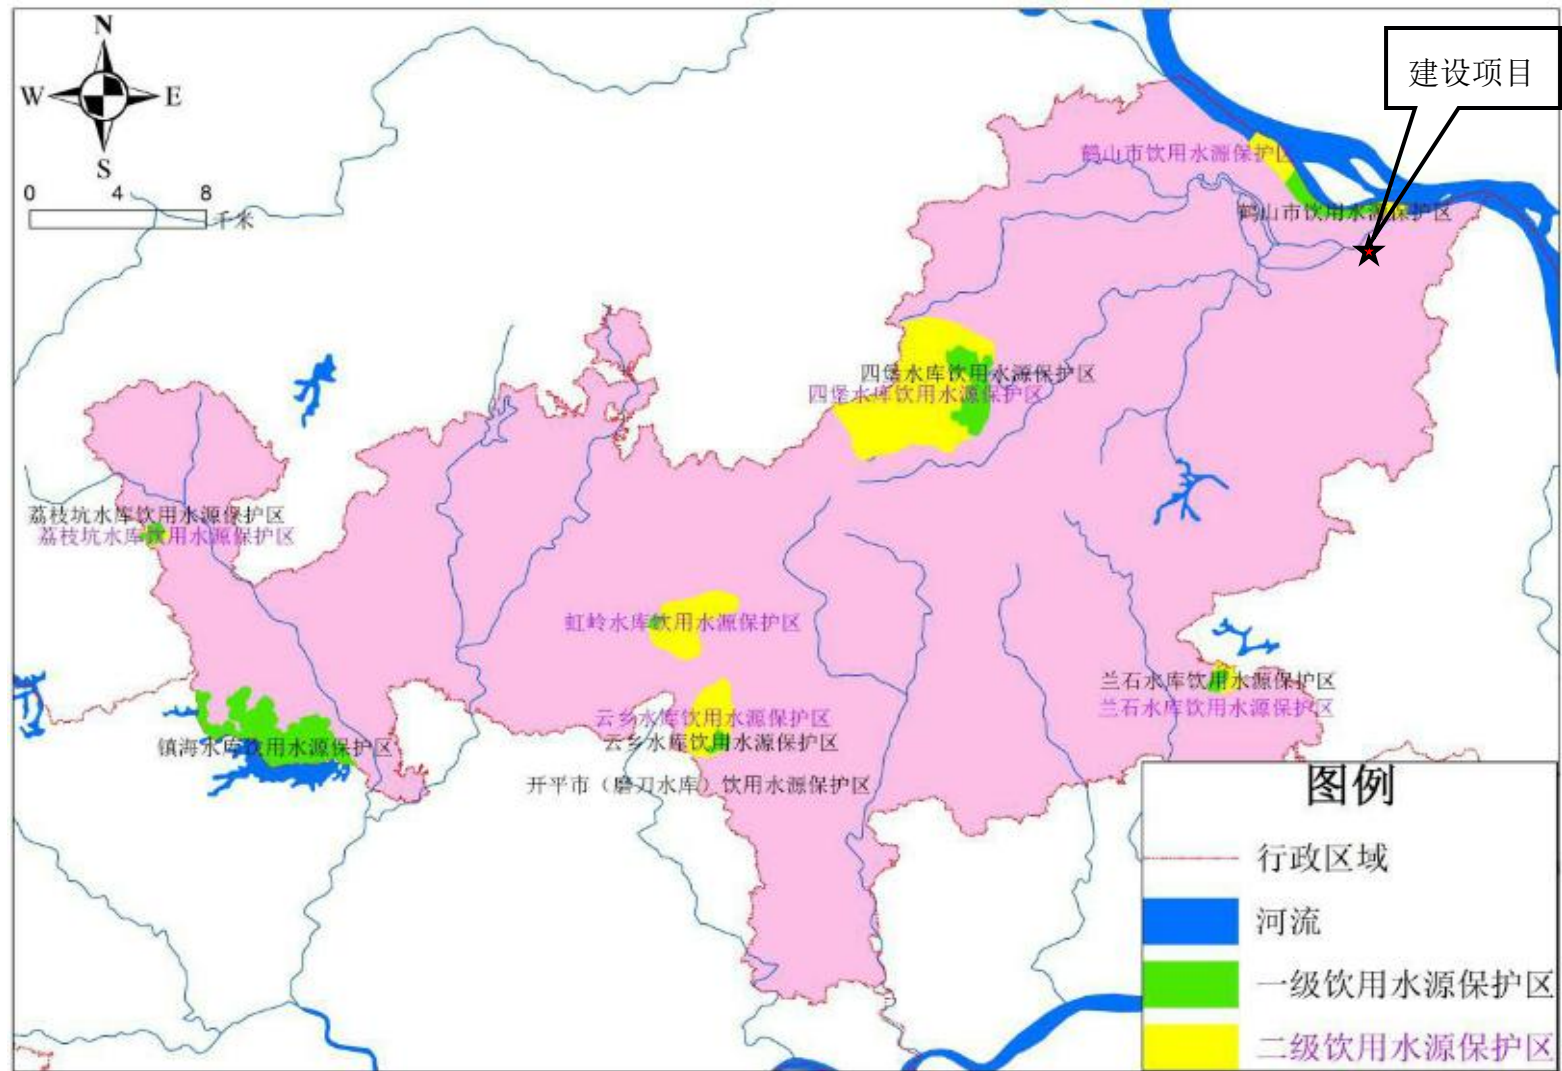 N
W
E
S
0 4 8
千米
建设项目
鹤山市饮用水源保护区
鹤山市饮用水源保护区
四堡水库饮用水源保护区
四堡水库饮用水源保护区
荔枝坑水库饮用水源保护区
荔枝坑水库饮用水源保护区
虹岭水库饮用水源保护区
兰石水库饮用水源保护区
兰石水库饮用水源保护区
云乡水库饮用水源保护区
云乡水库饮用水源保护区
镇海水库饮用水源保护区
开平市（磨刀水库）饮用水源保护区
图例
行政区域
河流
一级饮用水源保护区
二级饮用水源保护区